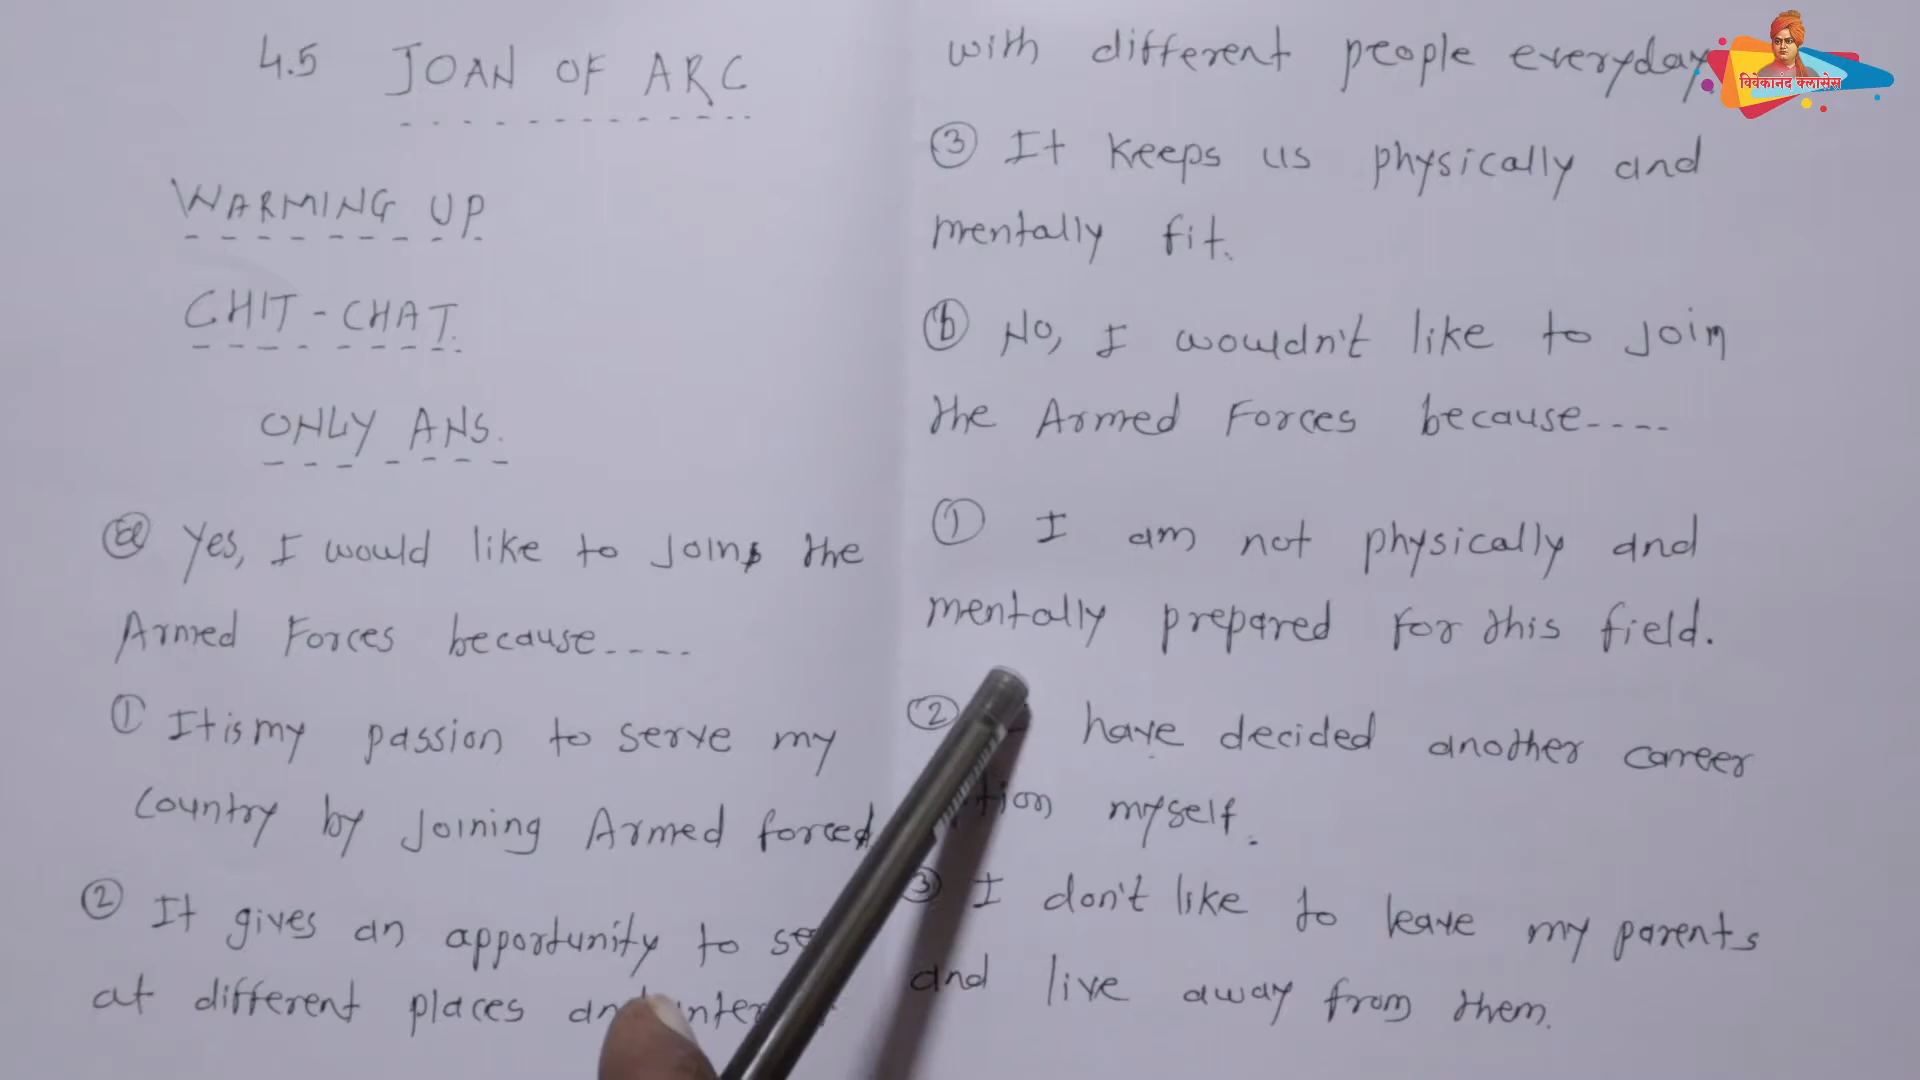 4.5 JOAN OF ARC
WARMING UP
CHIT-CHAT.
ONLY ANS.
ⓐ Yes, I would like to join the
Armed Forces because....
① It is my passion to serve my
country by joining Armed forced
② It gives an apportunity to
at different places and
with different people everyday
③ It keeps us physically and
mentally fit.
ⓑ No, I wouldn't like to join
the Armed Forces because----
① I am not physically and
mentally prepared for this field.
② have decided another career
myself.
③ I don't like to leave my parents
and live away from them.
विवेकानंद क्लासेस